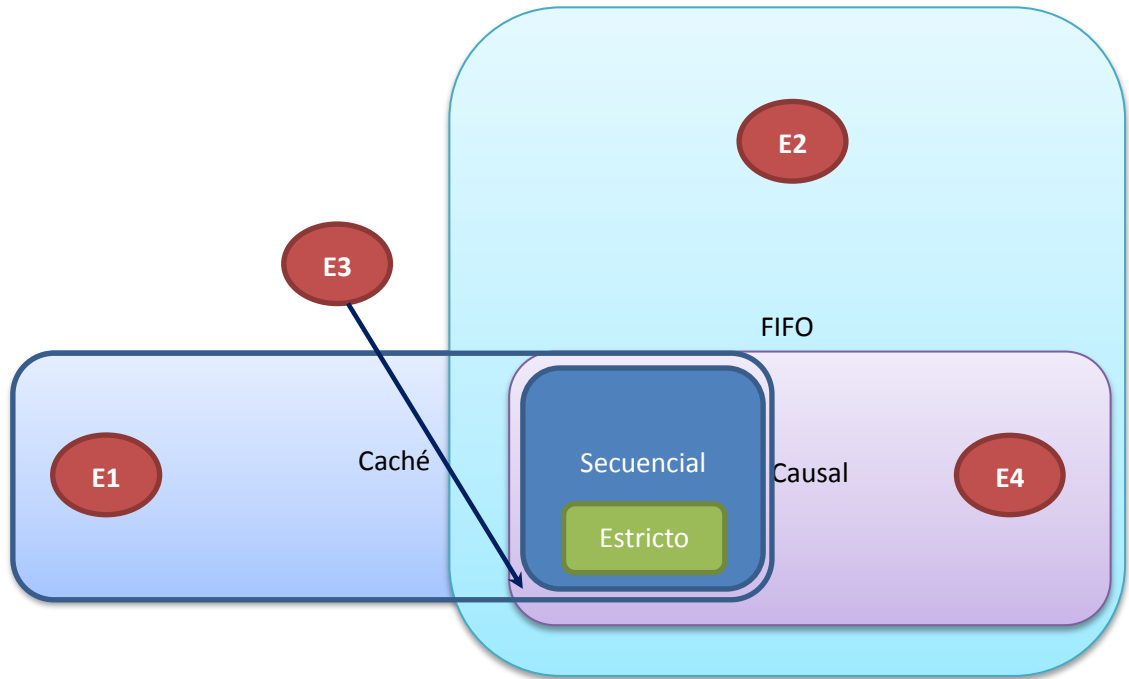 E2
E3
FIFO
Caché
Secuencial
Causal
E1
E4
Estricto